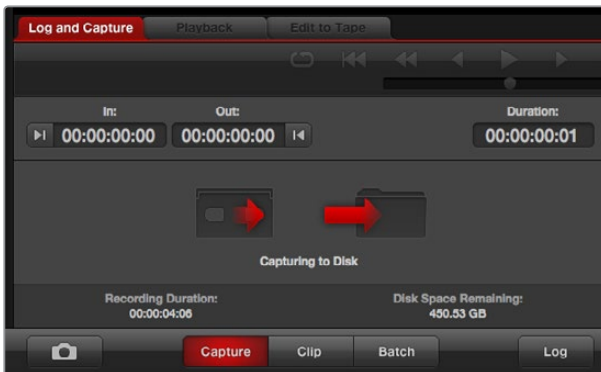 Log and Capture Playback Edit to Tape
In: Out: Duration:
00:00:00:00 00:00:00:00 00:00:00:01
Capturing to Disk
Recording Duration: Disk Space Remaining:
00:00:04:06 450.53 GB
Capture Clip Batch Log